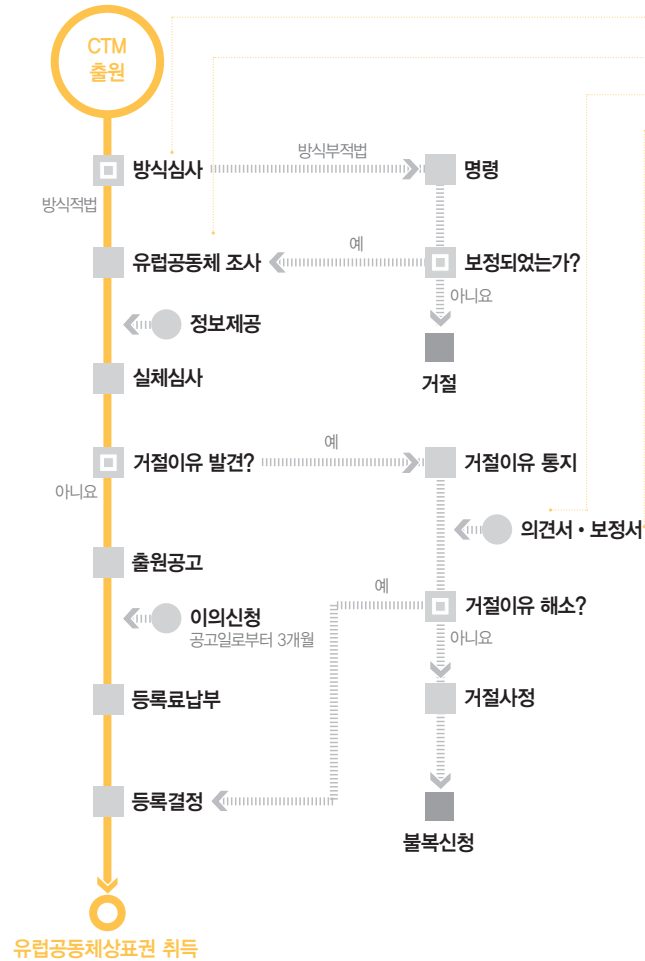 CTM
출원
방식심사
방식부적법
명령
방식적법
유럽공동체 조사
예
보정되었는가?
아니요
정보제공
거절
실체심사
거절이유 발견?
예
거절이유 통지
아니요
의견서 • 보정서
출원공고
예
거절이유 해소?
이의신청
공고일로부터 3개월
아니요
등록료납부
거절사정
등록결정
불복신청
유럽공동체상표권 취득